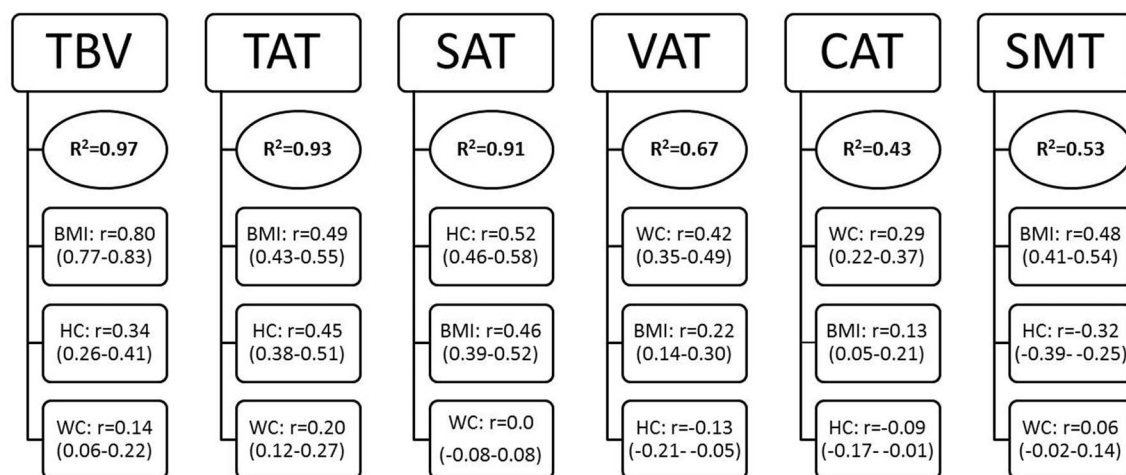 TBV
R²=0.97
BMI: r=0.80
(0.77-0.83)
HC: r=0.34
(0.26-0.41)
WC: r=0.14
(0.06-0.22)
TAT
R²=0.93
BMI: r=0.49
(0.43-0.55)
HC: r=0.45
(0.38-0.51)
WC: r=0.20
(0.12-0.27)
SAT
R²=0.91
HC: r=0.52
(0.46-0.58)
BMI: r=0.46
(0.39-0.52)
WC: r=0.0
(-0.08-0.08)
VAT
R²=0.67
WC: r=0.42
(0.35-0.49)
BMI: r=0.22
(0.14-0.30)
HC: r=-0.13
(-0.21- -0.05)
CAT
R²=0.43
WC: r=0.29
(0.22-0.37)
BMI: r=0.13
(0.05-0.21)
HC: r=-0.09
(-0.17- -0.01)
SMT
R²=0.53
BMI: r=0.48
(0.41-0.54)
HC: r=-0.32
(-0.39- -0.25)
WC: r=0.06
(-0.02-0.14)